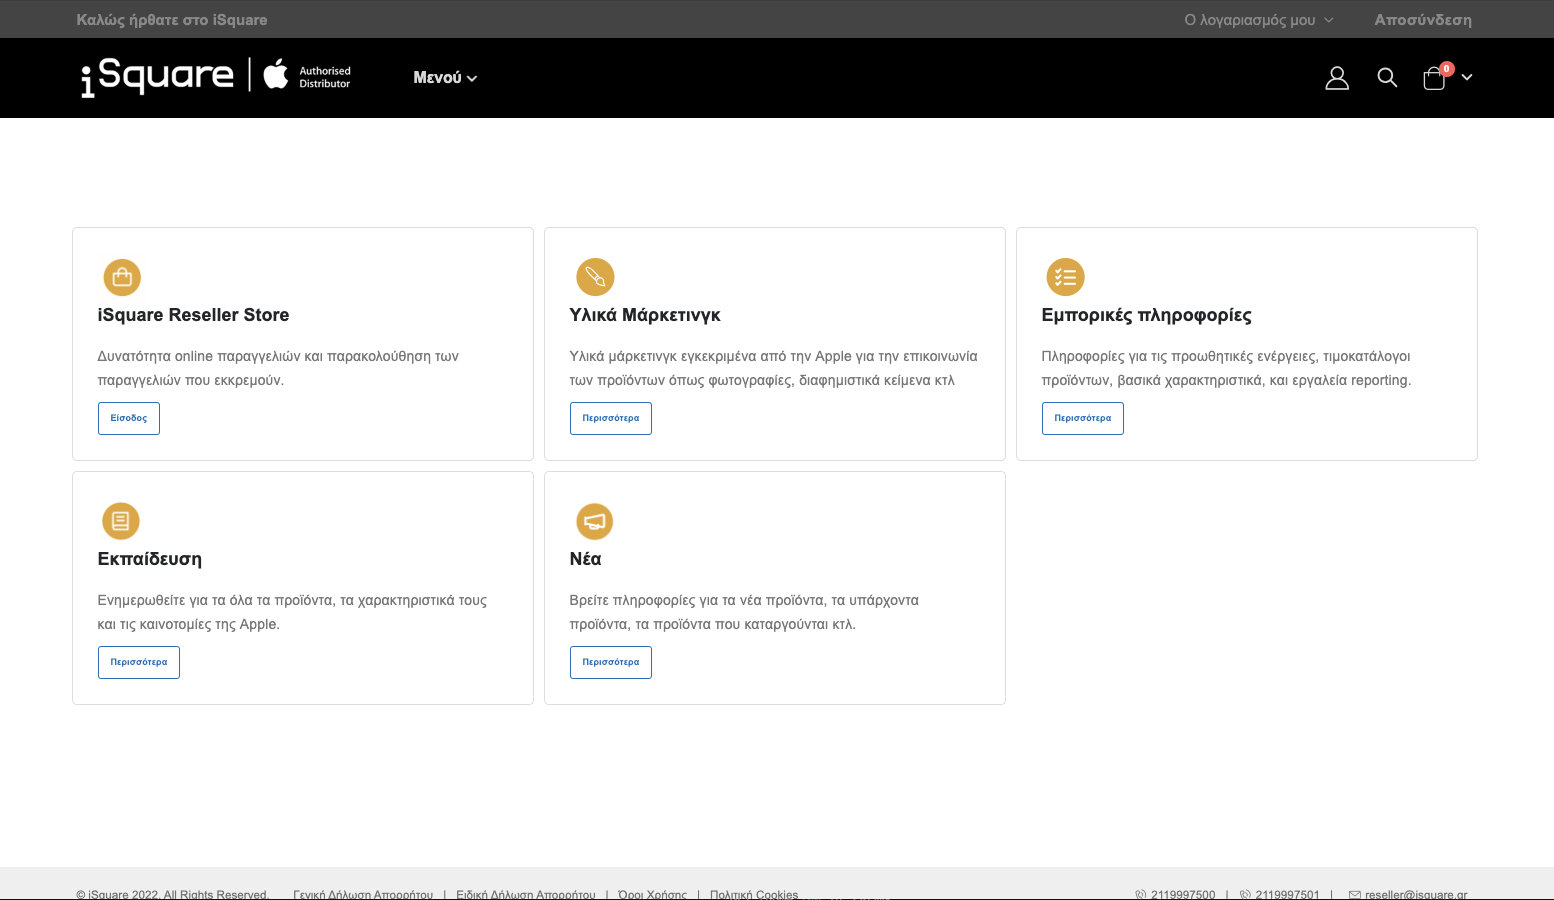 Καλώς ήρθατε στο iSquare
Ο λογαριασμός μου
Αποσύνδεση
iSquare
Authorised
Distributor
Μενού
0
iSquare Reseller Store
Δυνατότητα online παραγγελιών και παρακολούθηση των
παραγγελιών που εκκρεμούν.
Είσοδος
Υλικά Μάρκετινγκ
Υλικά μάρκετινγκ εγκεκριμένα από την Apple για την επικοινωνία
των προϊόντων όπως φωτογραφίες, διαφημιστικά κείμενα κτλ
Περισσότερα
Εμπορικές πληροφορίες
Πληροφορίες για τις προωθητικές ενέργειες, τιμοκατάλογοι
προϊόντων, βασικά χαρακτηριστικά, και εργαλεία reporting.
Περισσότερα
Εκπαίδευση
Ενημερωθείτε για τα όλα τα προϊόντα, τα χαρακτηριστικά τους
και τις καινοτομίες της Apple.
Περισσότερα
Νέα
Βρείτε πληροφορίες για τα νέα προϊόντα, τα υπάρχοντα
προϊόντα, τα προϊόντα που καταργούνται κτλ.
Περισσότερα
© iSquare 2022. All Rights Reserved. Γενική Δήλωση Απορρήτου | Ειδική Δήλωση Απορρήτου | Όροι Χρήσης | Πολιτική Cookies
2119997500 | 2119997501 | reseller@isquare.gr